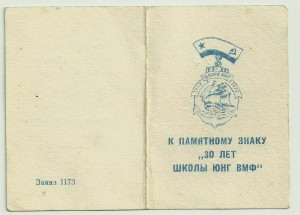 Заказ 1173
К ПАМЯТНОМУ ЗНАКУ
„30 ЛЕТ
ШКОЛЫ ЮНГ ВМФ"